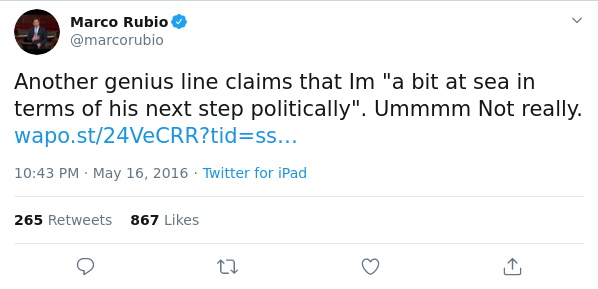 Marco Rubio
@marcorubio
Another genius line claims that Im "a bit at sea in
terms of his next step politically". Ummmm Not really.
wapo.st/24VeCRR?tid=ss…
10:43 PM · May 16, 2016 · Twitter for iPad
265 Retweets 867 Likes